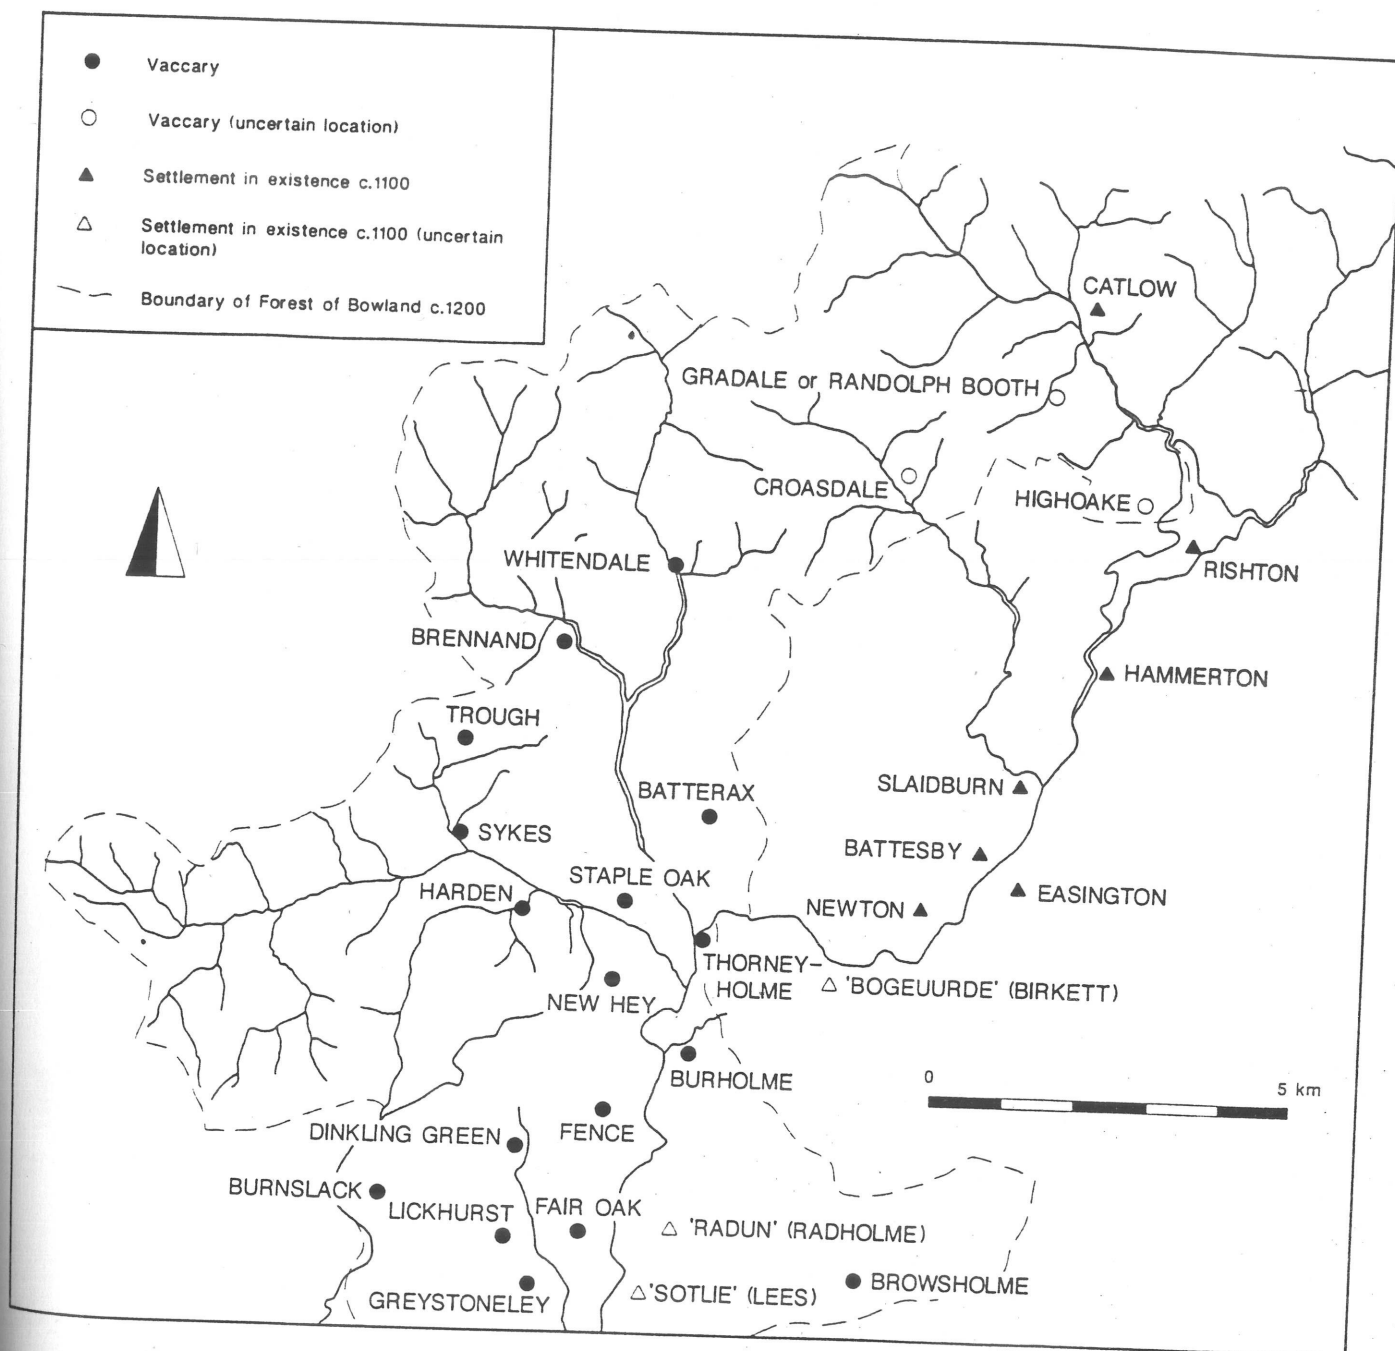 Vaccary
Vaccary (uncertain location)
Settlement in existence c.1100
Settlement in existence c.1100 (uncertain
location)
Boundary of Forest of Bowland c.1200
CATLOW
GRADALE or RANDOLPH BOOTH
CROASDALE
HIGHOAKE
WHITENDALE
RISHTON
BRENNAND
HAMMERTON
TROUGH
SLAIDBURN
BATTERAX
SYKES
BATTESBY
STAPLE OAK
HARDEN
EASINGTON
NEWTON
THORNEY-
HOLME
'BOGEUURDE' (BIRKETT)
NEW HEY
BURHOLME
0
5 km
DINKLING GREEN
FENCE
BURNSLACK
LICKHURST
FAIR OAK
'RADUN' (RADHOLME)
BROWSHOLME
'SOTLIE' (LEES)
GREYSTONELEY